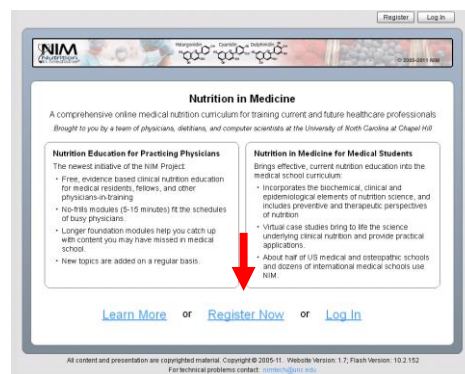 Register Log In
NIM
Nutrition
in Medicine
Pelargonidin Cyanidin Delphinidin
© 2005-2011 NIM
Nutrition in Medicine
A comprehensive online medical nutrition curriculum for training current and future healthcare professionals
Brought to you by a team of physicians, dietitians, and computer scientists at the University of North Carolina at Chapel Hill
Nutrition Education for Practicing Physicians
The newest initiative of the NIM Project:
• Free, evidence based clinical nutrition education
for medical residents, fellows, and other
physicians-in-training
• No-frills modules (5-15 minutes) fit the schedules
of busy physicians.
• Longer foundation modules help you catch up
with content you may have missed in medical
school.
• New topics are added on a regular basis.
Nutrition in Medicine for Medical Students
Brings effective, current nutrition education into the
medical school curriculum:
• Incorporates the biochemical, clinical and
epidemiological elements of nutrition science, and
includes preventive and therapeutic perspectives
of nutrition
• Virtual case studies bring to life the science
underlying clinical nutrition and provide practical
applications.
• About half of US medical and osteopathic schools
and dozens of international medical schools use
NIM.
Learn More or Register Now or Log In
All content and presentation are copyrighted material. Copyright © 2005-11. Website Version: 1.7; Flash Version: 10.2.152
For technical problems contact: nimtech@unc.edu